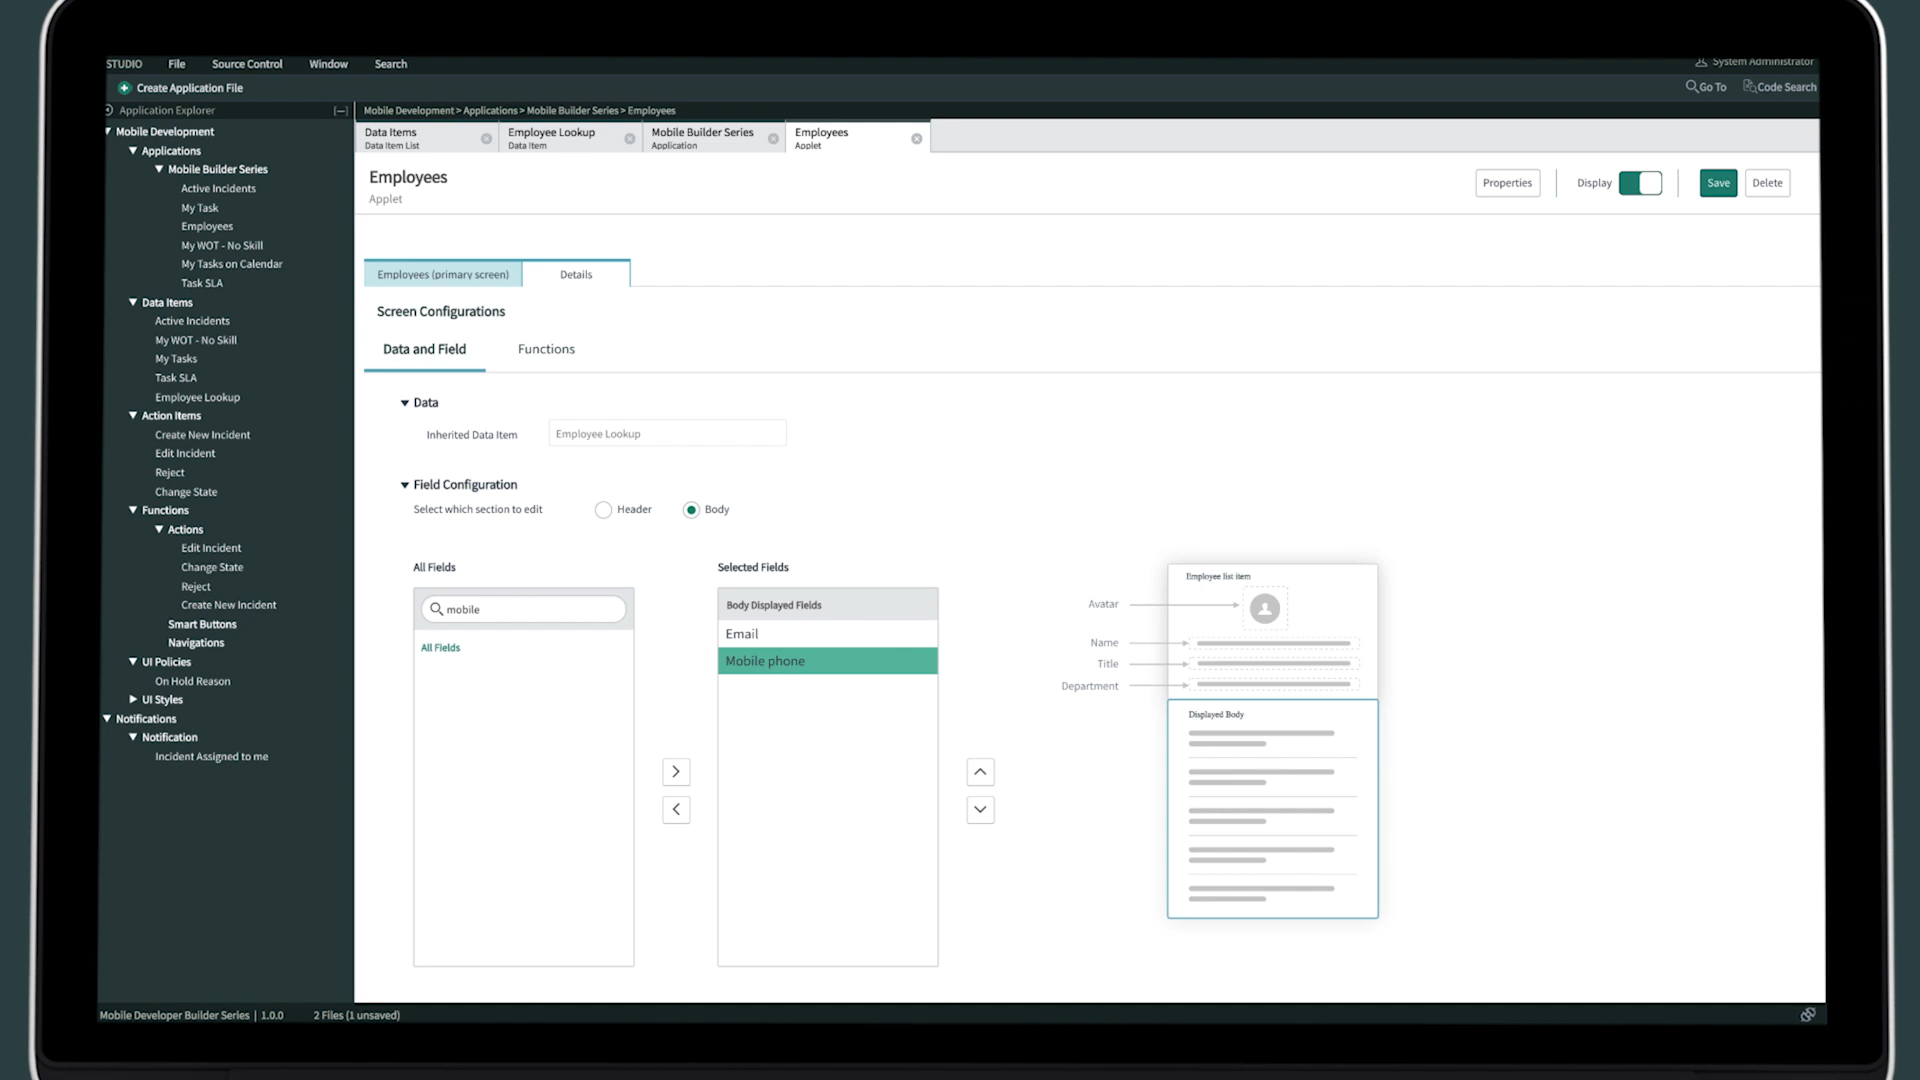 STUDIO File Source Control Window Search
System Administrator
Create Application File
Go To Code Search
Application Explorer [—]
Mobile Development > Applications > Mobile Builder Series > Employees
Mobile Development
Applications
Mobile Builder Series
Active Incidents
My Task
Employees
My WOT - No Skill
My Tasks on Calendar
Task SLA
Data Items
Active Incidents
My WOT - No Skill
My Tasks
Task SLA
Employee Lookup
Action Items
Create New Incident
Edit Incident
Reject
Change State
Functions
Actions
Edit Incident
Change State
Reject
Create New Incident
Smart Buttons
Navigations
UI Policies
On Hold Reason
UI Styles
Notifications
Notification
Incident Assigned to me
Data Items
Data Item List
Employee Lookup
Data Item
Mobile Builder Series
Application
Employees
Applet
Employees
Applet
Properties Display Save Delete
Employees (primary screen) Details
Screen Configurations
Data and Field Functions
Data
Inherited Data Item Employee Lookup
Field Configuration
Select which section to edit Header Body
All Fields
mobile
All Fields
Selected Fields
Body Displayed Fields
Email
Mobile phone
Employee list item
Avatar
Name
Title
Department
Displayed Body
Mobile Developer Builder Series | 1.0.0 2 Files (1 unsaved)